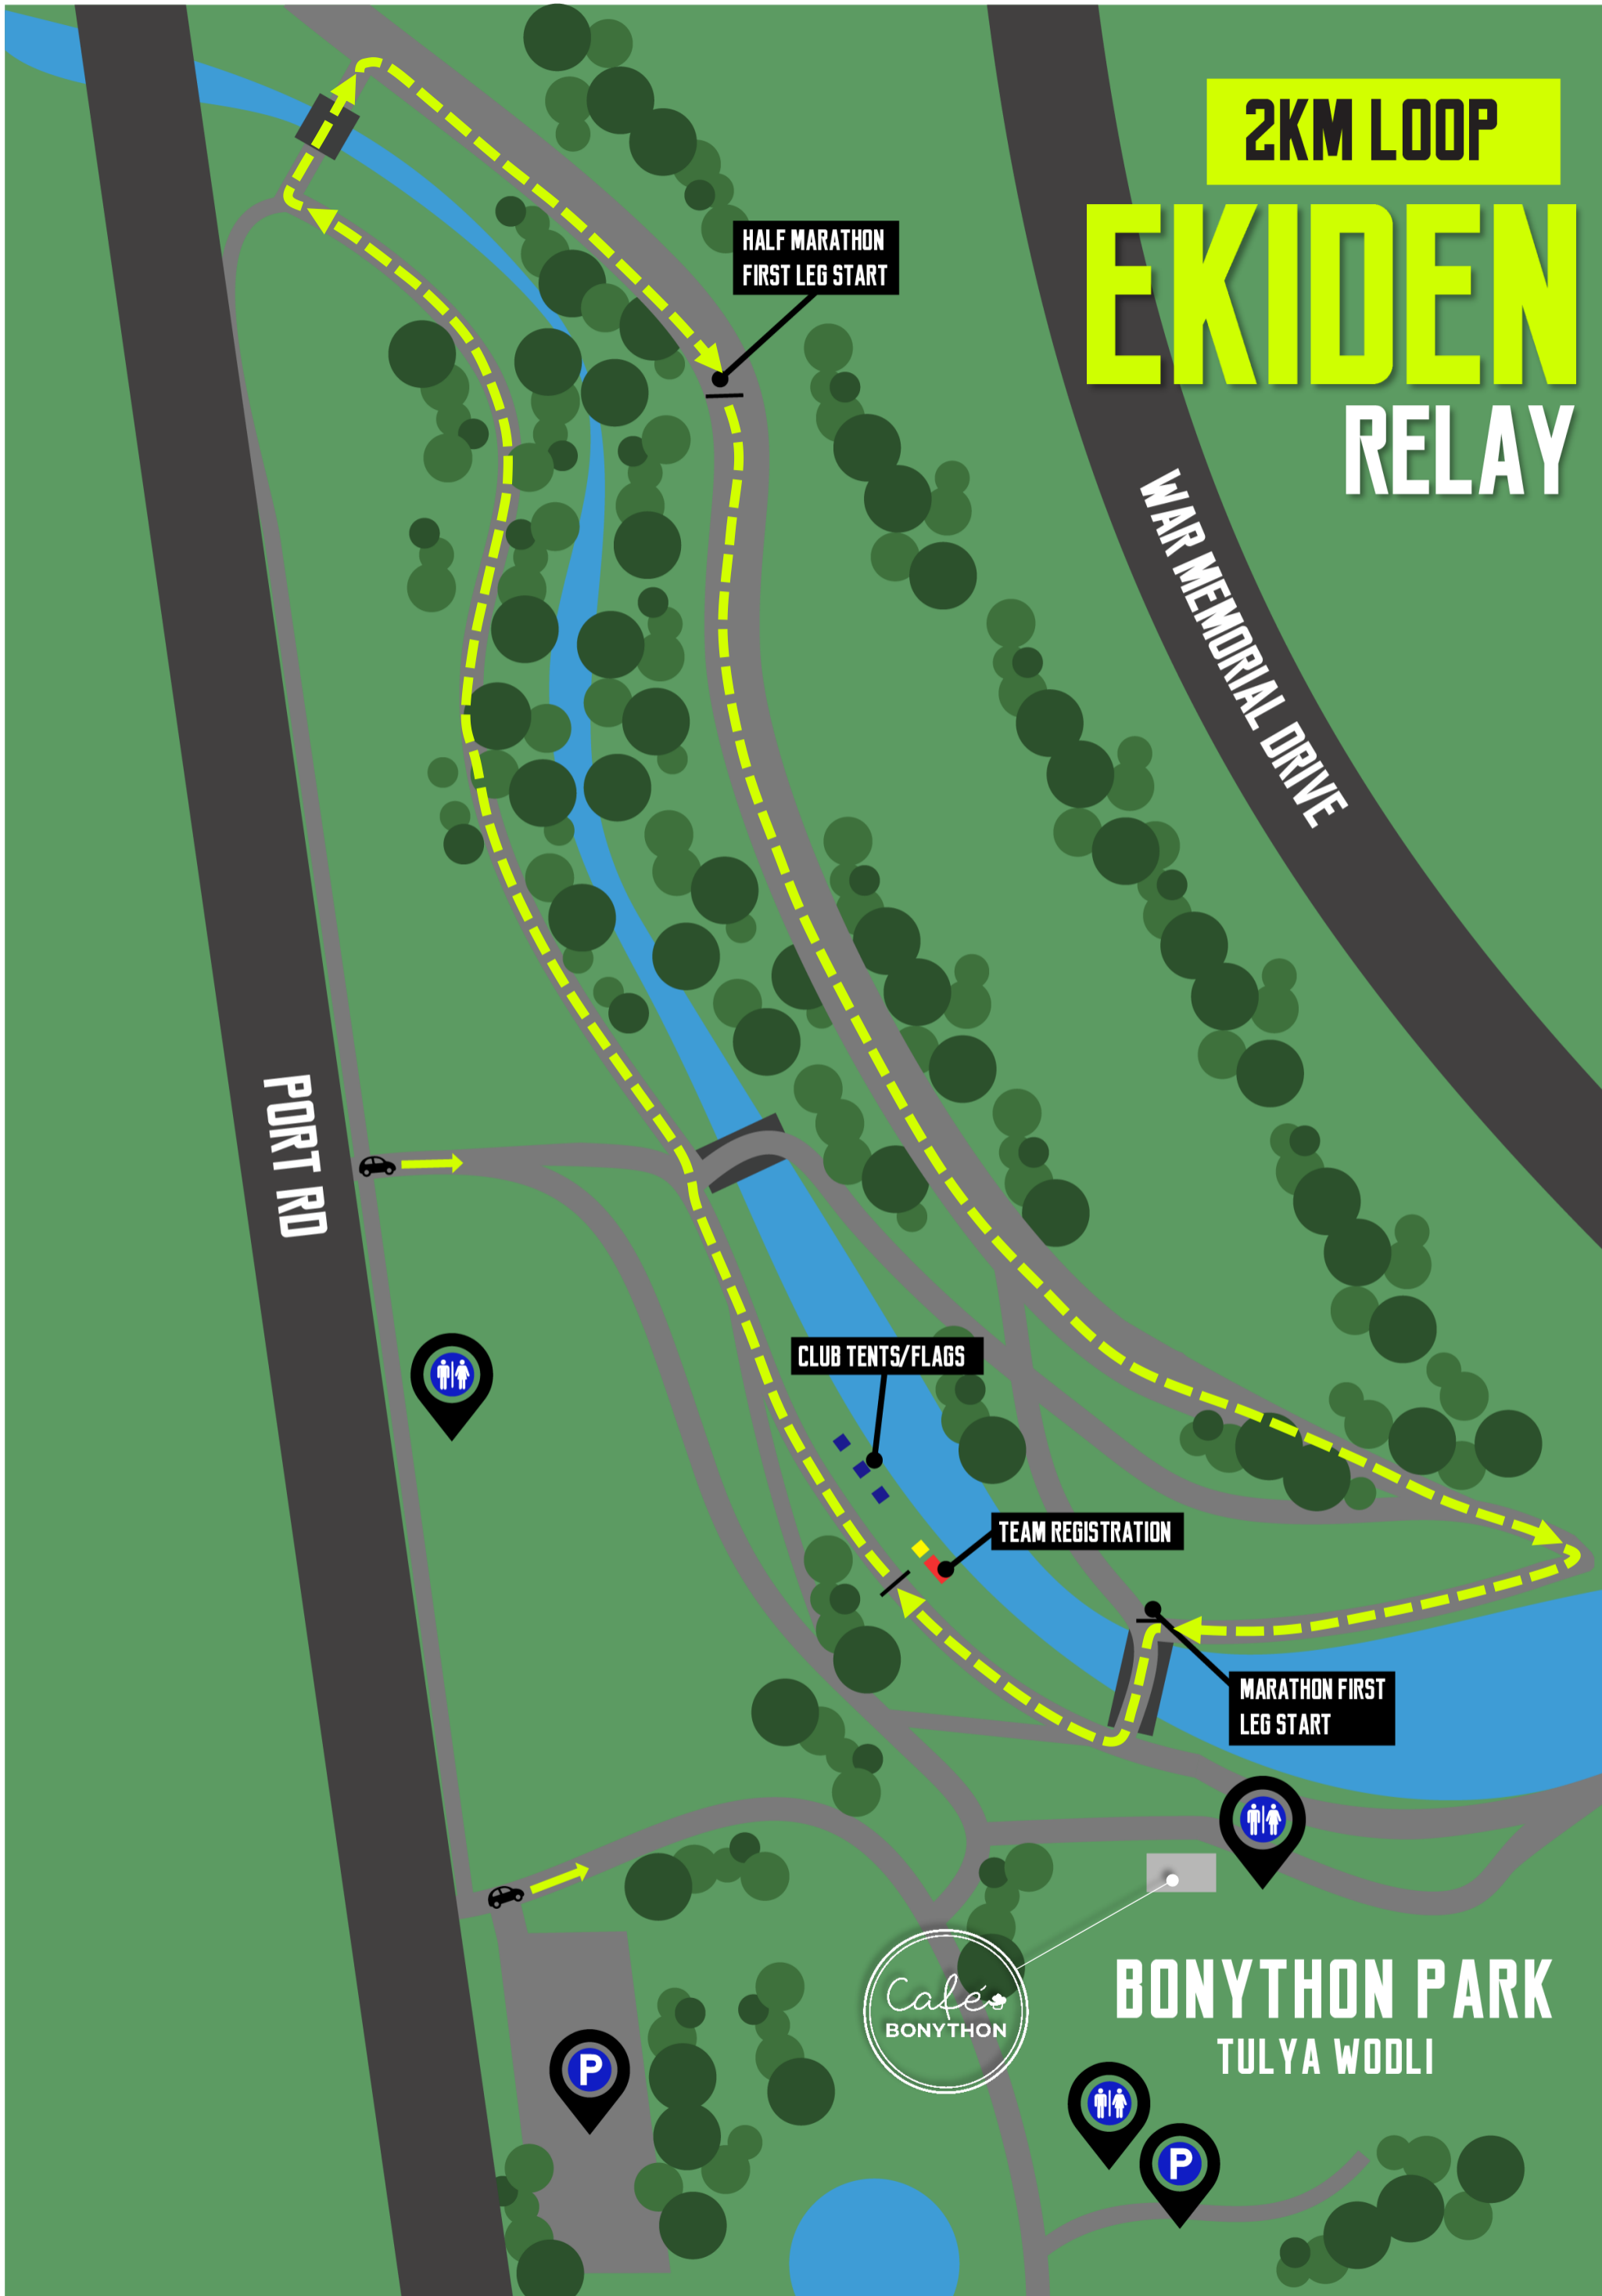 2KM LOOP
EKIDEN
RELAY
HALF MARATHON
FIRST LEG START
WAR MEMORIAL DRIVE
PORT RD
CLUB TENTS/FLAGS
TEAM REGISTRATION
MARATHON FIRST
LEG START
Café
BONYTHON
BONYTHON PARK
TULYA WODLI
P
P